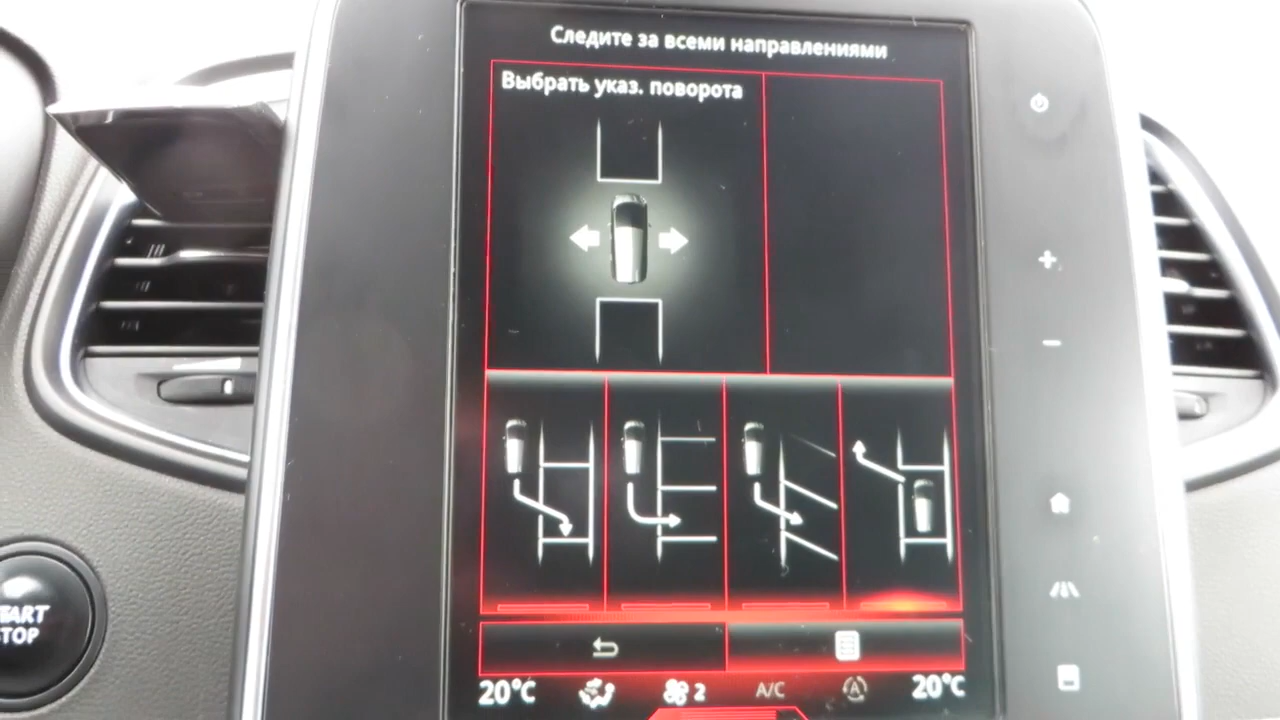 Следите за всеми направлениями
Выбрать указ. поворота
START
STOP
20°C
2
A/C
A
20°C